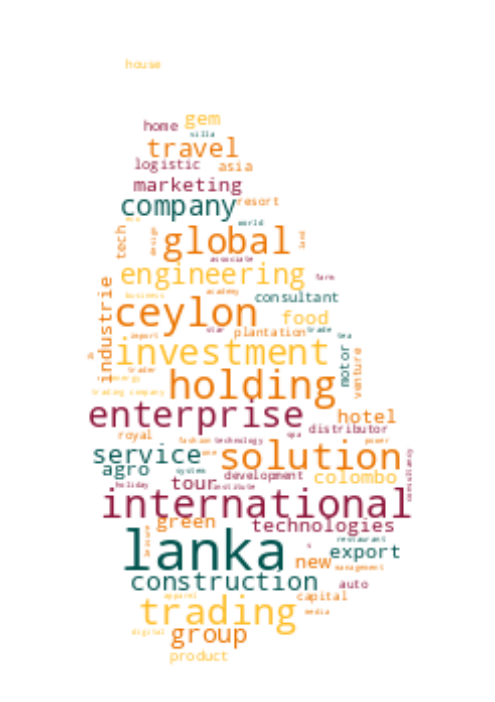 house
gem
home
villa
travel
logistic asia
marketing
company resort
world
tech design global land
associate
engineering farm
academy
business consultant
industrie ceylon food
star plantation trade
import tea
investment motor venture
trader
energy holding
trading company
enterprise hotel
distributor
royal spa
fashion technology power
service one solution consultancy
agro system
development colombo
holiday tour institute
international
green technologies
lanka restaurant
export
new management
construction auto
apparel capital
trading media
digital group
product